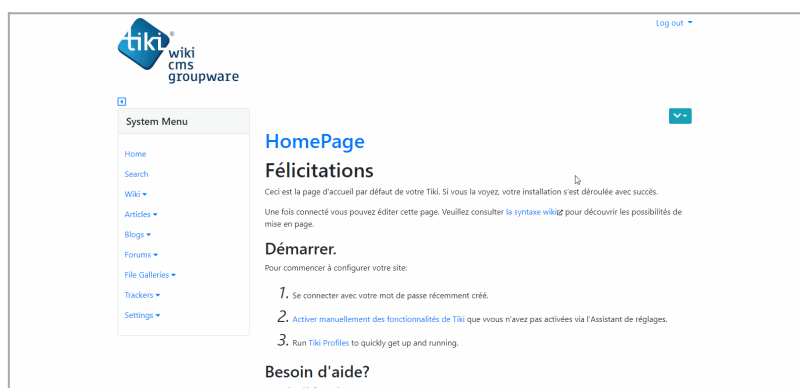 Log out
tiki®
wiki
cms
groupware
System Menu
Home
Search
Wiki
Articles
Blogs
Forums
File Galleries
Trackers
Settings
HomePage
Félicitations
Ceci est la page d'accueil par défaut de votre Tiki. Si vous la voyez, votre installation s'est déroulée avec succès.
Une fois connecté vous pouvez éditer cette page. Veuillez consulter la syntaxe wiki pour découvrir les possibilités de
mise en page.
Démarrer.
Pour commencer à configurer votre site:
1. Se connecter avec votre mot de passe récemment créé.
2. Activer manuellement des fonctionnalités de Tiki que vvous n'avez pas activées via l'Assistant de réglages.
3. Run Tiki Profiles to quickly get up and running.
Besoin d'aide?